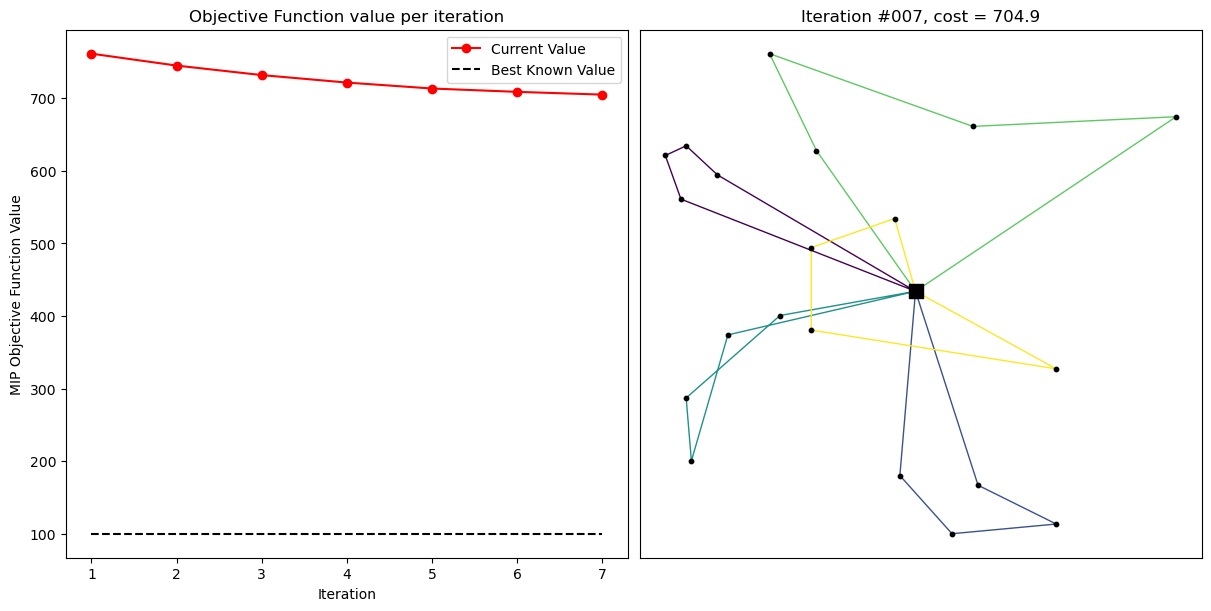 Objective Function value per iteration
Current Value
Best Known Value
MIP Objective Function Value
700
600
500
400
300
200
100
1 2 3 4 5 6 7
Iteration
Iteration #007, cost = 704.9